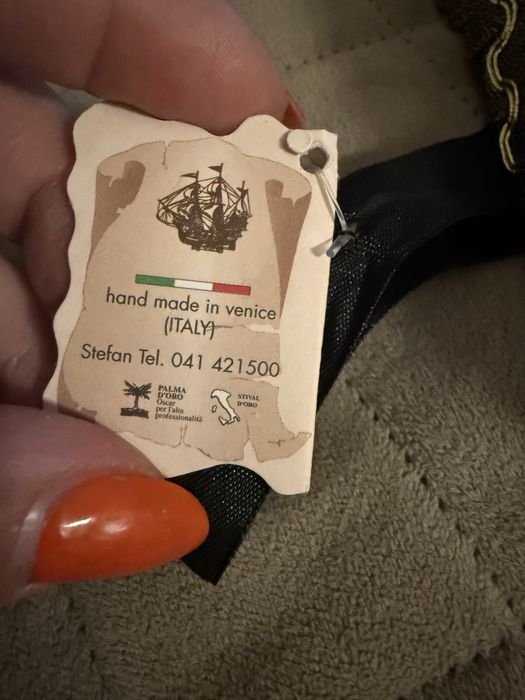 hand made in venice
(ITALY)
Stefan Tel. 041 421500
PALMA
D'ORO
Oscar
per l'alta
professionalità
STIVAL
D'ORO